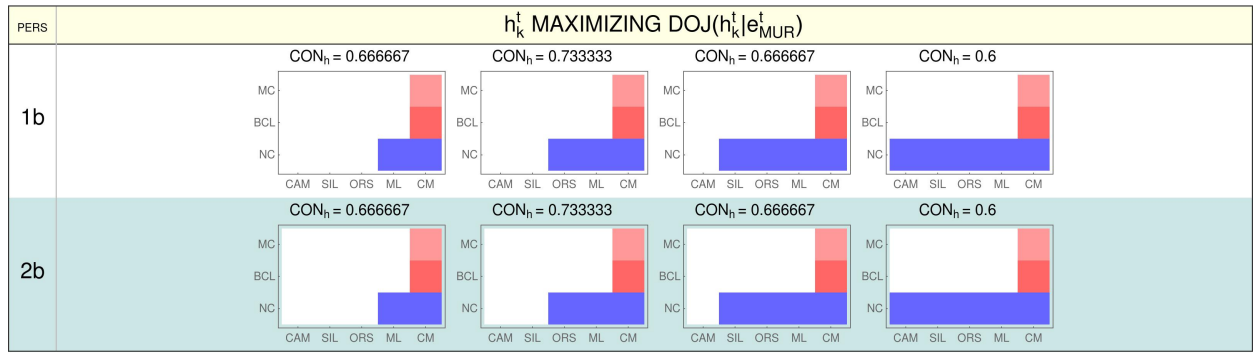 PERS h_k^t MAXIMIZING DOJ(h_k^t|e_MUR^t)
1b
CON_h = 0.666667 CON_h = 0.733333 CON_h = 0.666667 CON_h = 0.6
MC MC MC MC
BCL BCL BCL BCL
NC NC NC NC
CAM SIL ORS ML CM CAM SIL ORS ML CM CAM SIL ORS ML CM CAM SIL ORS ML CM
2b
CON_h = 0.666667 CON_h = 0.733333 CON_h = 0.666667 CON_h = 0.6
MC MC MC MC
BCL BCL BCL BCL
NC NC NC NC
CAM SIL ORS ML CM CAM SIL ORS ML CM CAM SIL ORS ML CM CAM SIL ORS ML CM